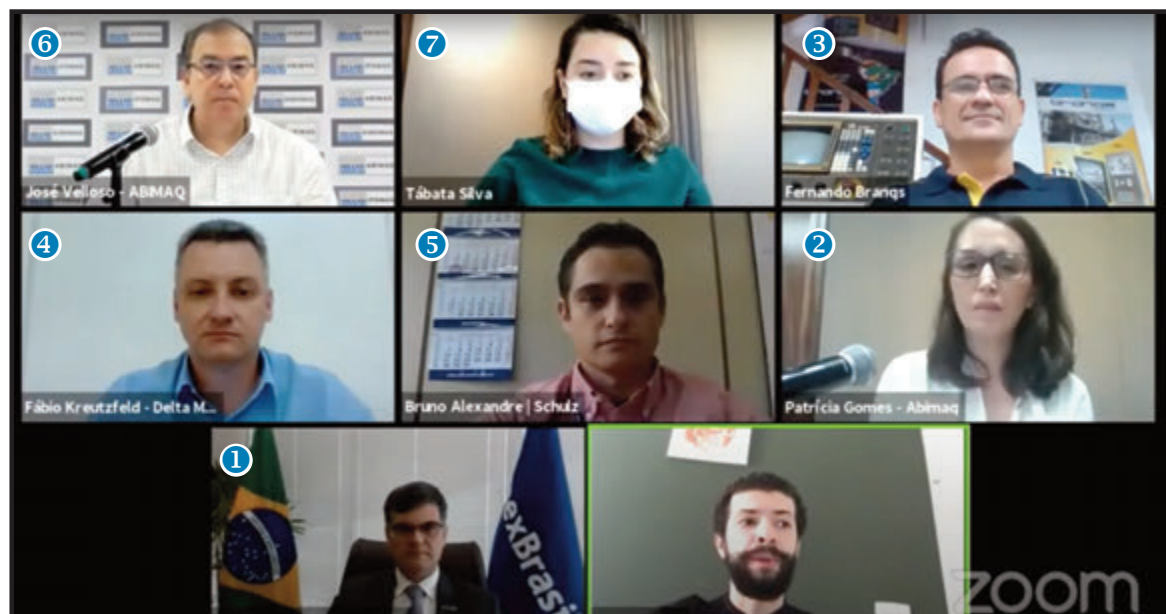 6
7
3
José Velloso - ABIMAQ
Tábata Silva
Fernando Branqs
4
5
2
Fábio Kreutzfeld - Delta M...
Bruno Alexandre | Schulz
Patrícia Gomes - Abimaq
1
exBrasil
zoom